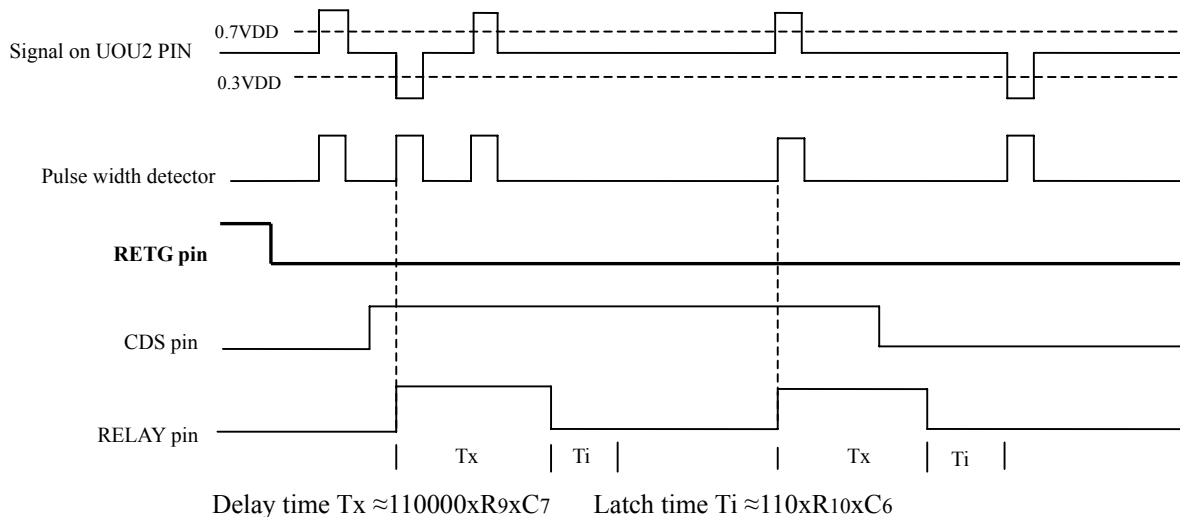 0.7VDD
Signal on UOU2 PIN
0.3VDD
Pulse width detector
RETG pin
CDS pin
RELAY pin
Tx Ti Tx Ti
Delay time Tx ≈110000xR9xC7 Latch time Ti ≈110xR10xC6